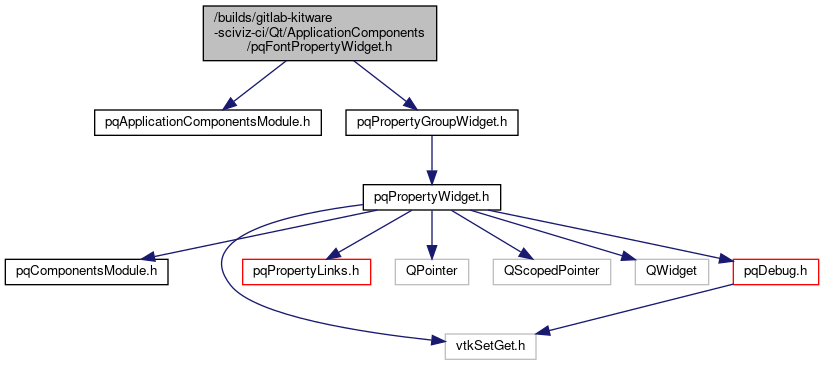 /builds/gitlab-kitware
-sciviz-ci/Qt/ApplicationComponents
/pqFontPropertyWidget.h
pqApplicationComponentsModule.h
pqPropertyGroupWidget.h
pqPropertyWidget.h
pqComponentsModule.h
pqPropertyLinks.h
QPointer
QScopedPointer
QWidget
pqDebug.h
vtkSetGet.h